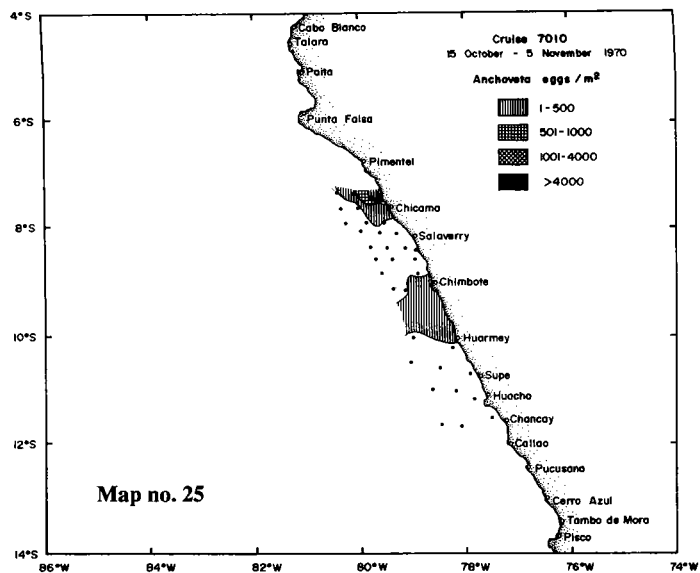 4°S
6°S
8°S
10°S
12°S
14°S
86°W
84°W
82°W
80°W
78°W
76°W
74°W
Cabo Blanco
Talara
Paita
Punta Falsa
Pimentel
Chicama
Salaverry
Chimbote
Huarmey
Supe
Huacho
Chancay
Callao
Pucusana
Cerro Azul
Tambo de Mora
Pisco
Cruise 7010
15 October - 5 November 1970
Anchoveta eggs / m²
1-500
501-1000
1001-4000
>4000
Map no. 25